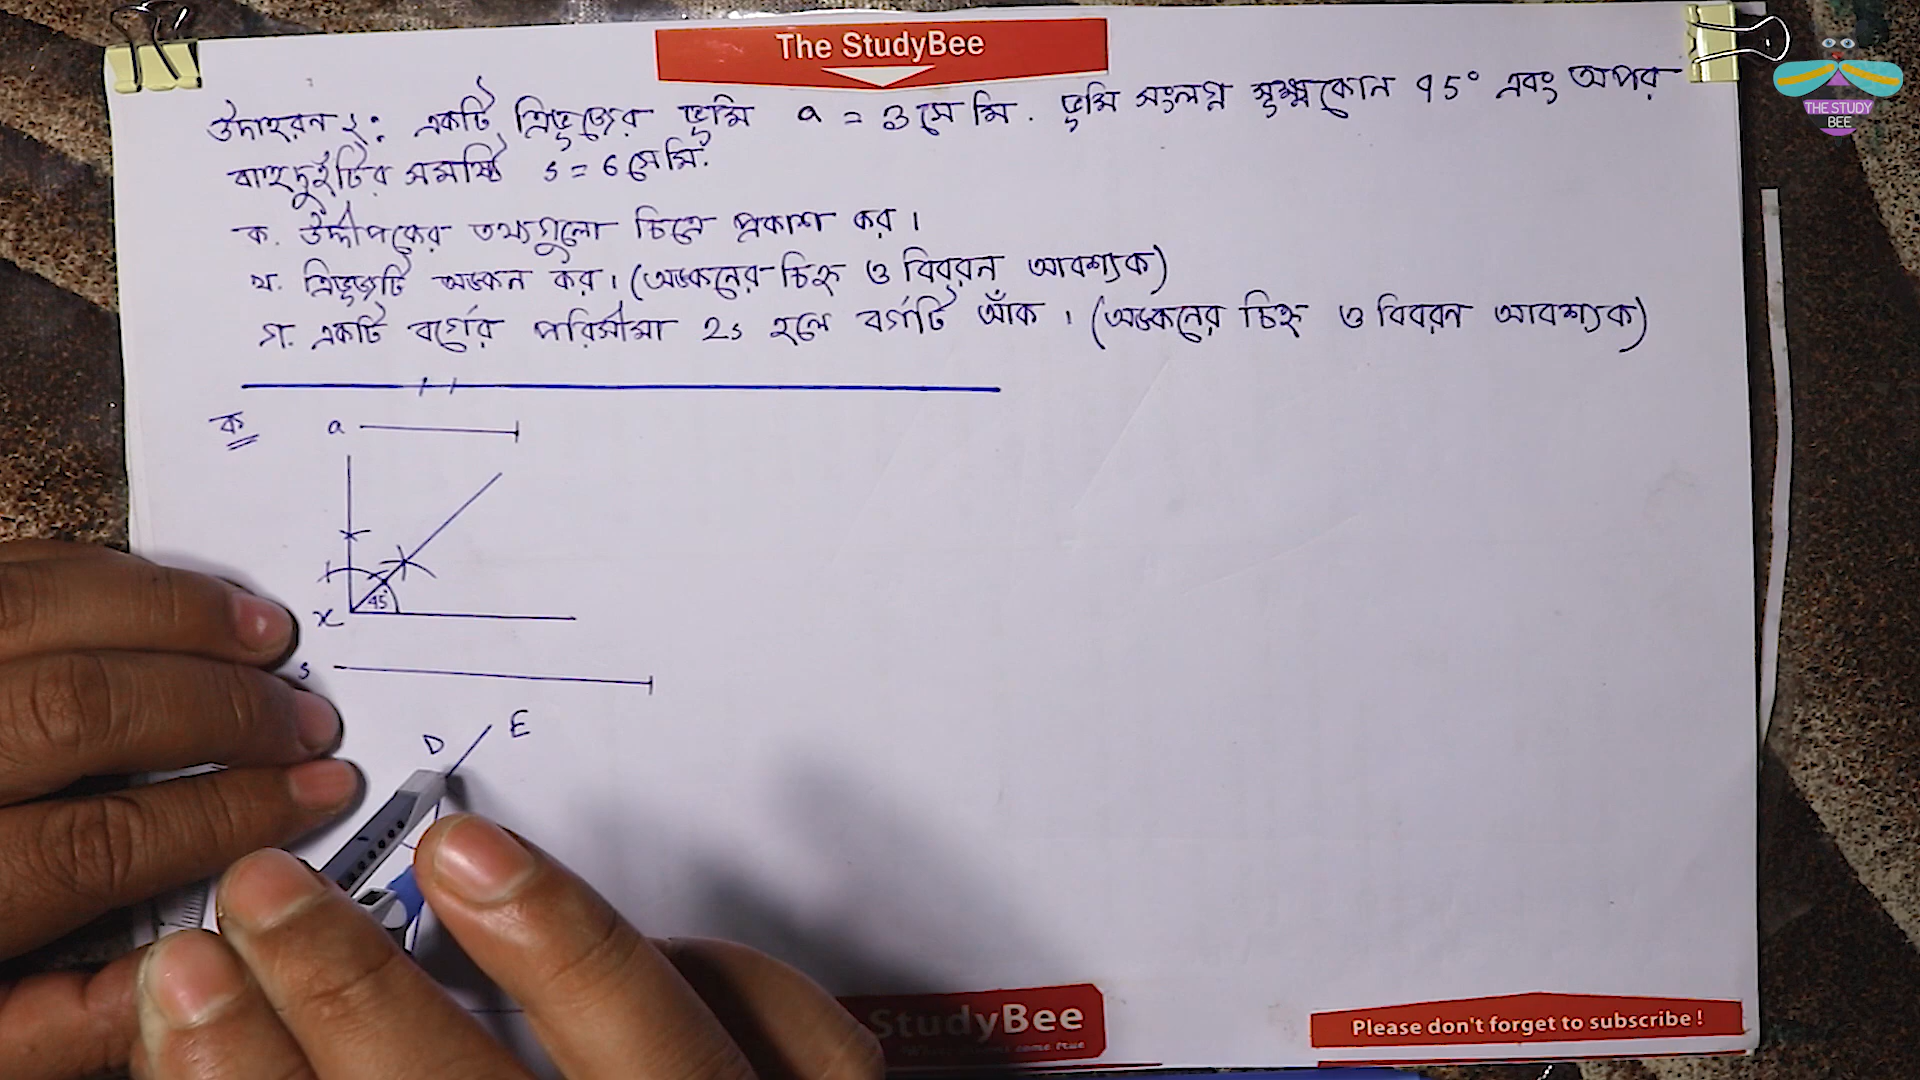 The StudyBee
উদাহরন ২: একটি ত্রিভুজের ভুমি a = 3 সে মি. ভুমি সংলগ্ন সুক্ষ্মকোন 45° এবং অপর
বাহুদুইটির সমষ্টি s = 6 সেমি.
ক. উদ্দীপকের তথ্যগুলো চিত্রে প্রকাশ কর।
খ. ত্রিভুজটি অঙ্কন কর। (অঙ্কনের চিহ্ন ও বিবরন আবশ্যক)
গ. একটি বর্গের পরিসীমা 2s হলে বর্গটি আঁক। (অঙ্কনের চিহ্ন ও বিবরন আবশ্যক)
ক
a
45°
x
s
D E
StudyBee
Please don't forget to subscribe!
THE STUDY
BEE